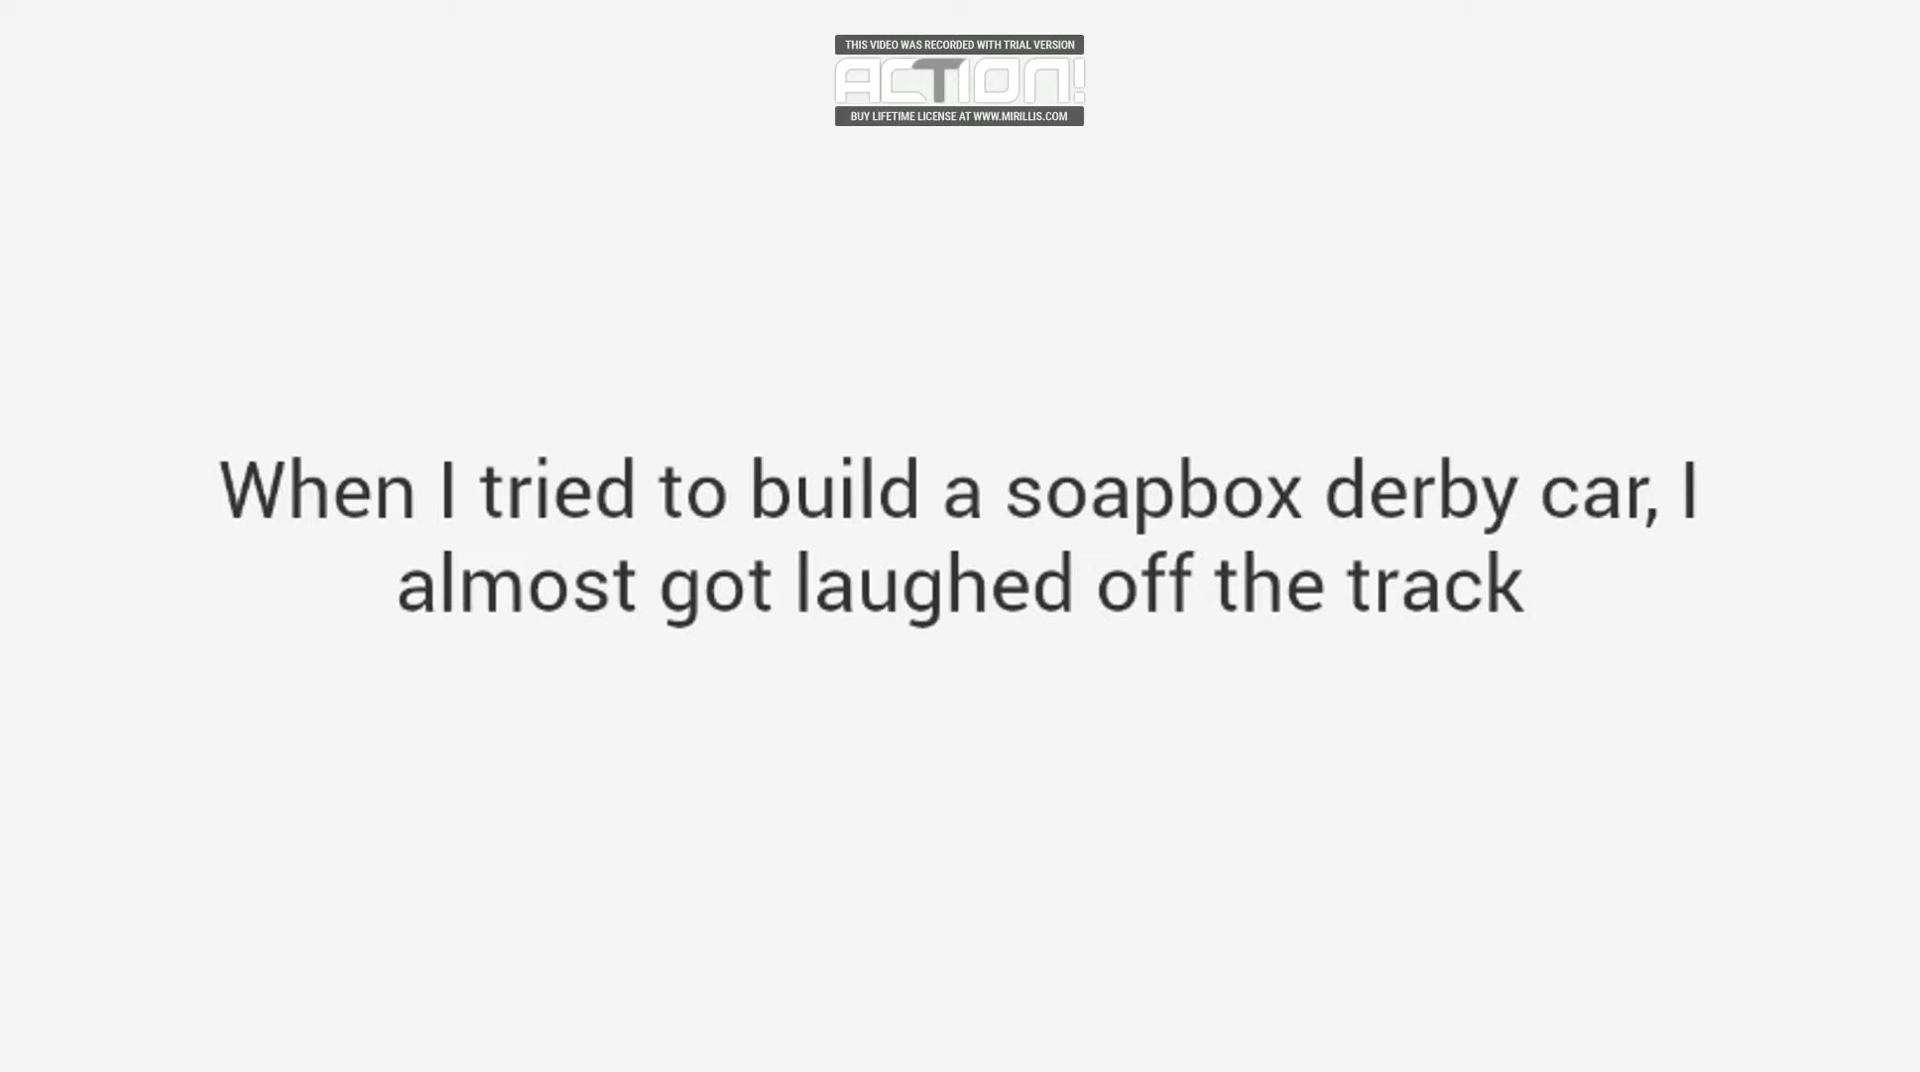 THIS VIDEO WAS RECORDED WITH TRIAL VERSION
ACTION!
BUY LIFETIME LICENSE AT WWW.MIRILLIS.COM
When I tried to build a soapbox derby car, I
almost got laughed off the track